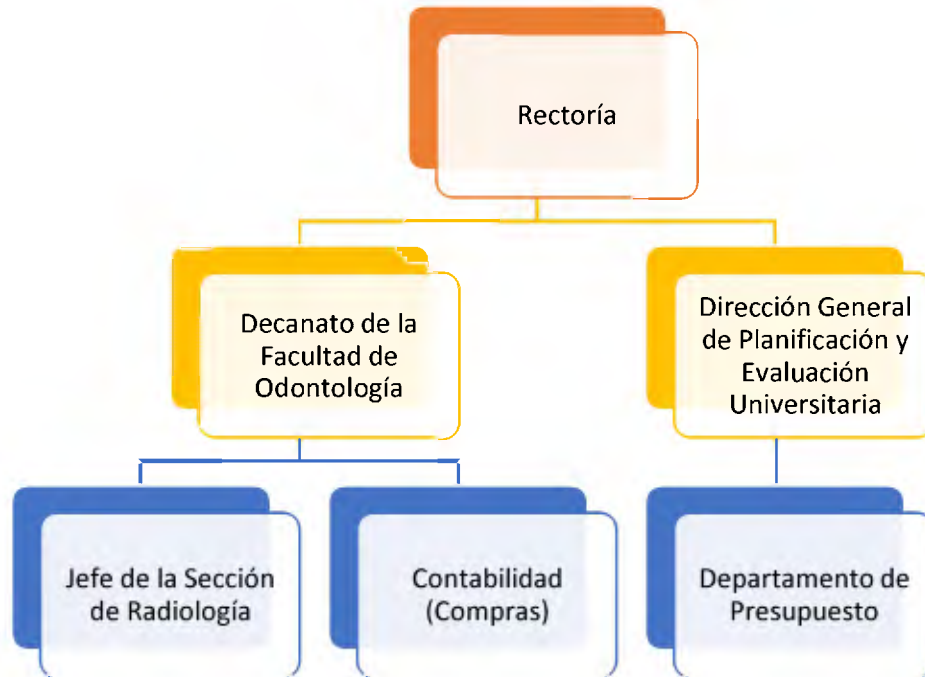 Rectoría
Decanato de la
Facultad de
Odontología
Dirección General
de Planificación y
Evaluación
Universitaria
Jefe de la Sección
de Radiología
Contabilidad
(Compras)
Departamento de
Presupuesto